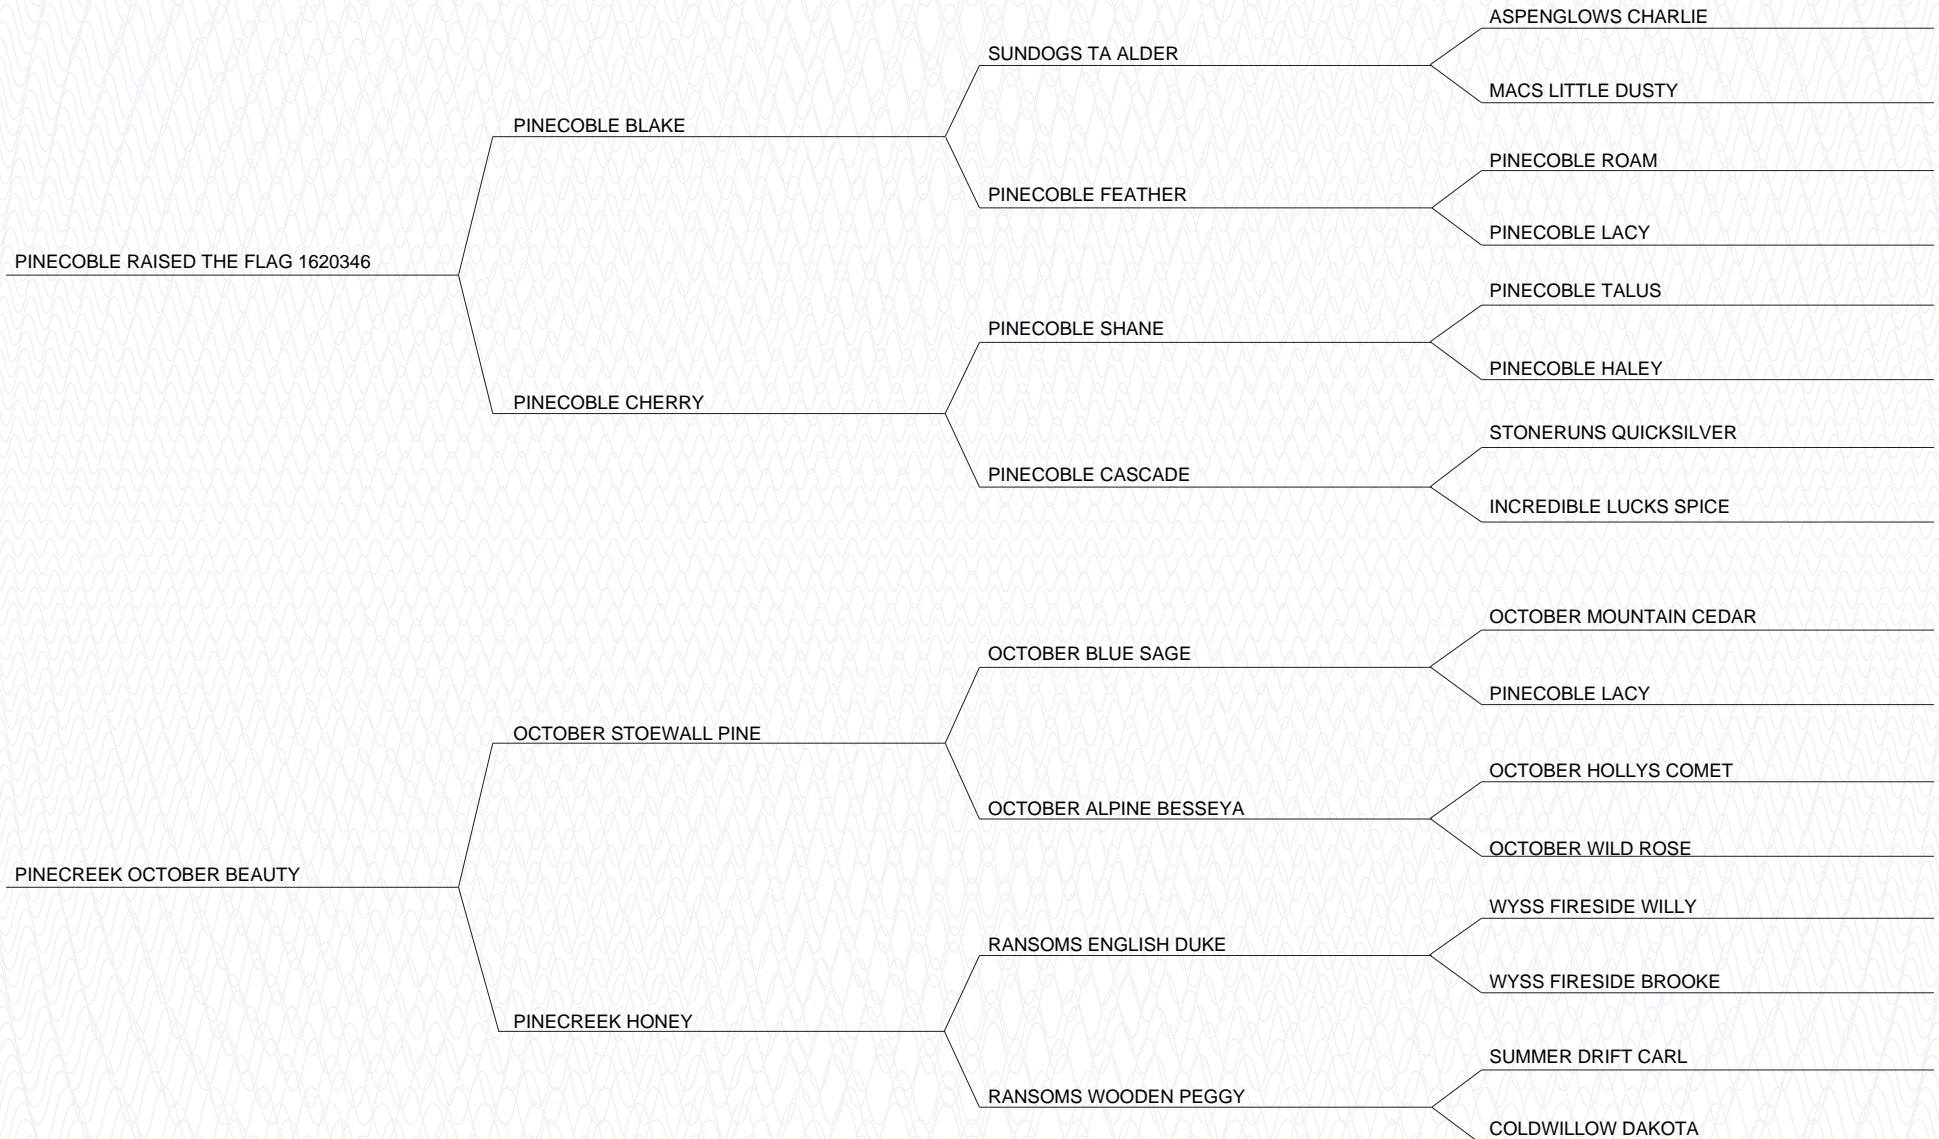 ASPENGLOWS CHARLIE
SUNDOGS TA ALDER
MACS LITTLE DUSTY
PINECOBLE BLAKE
PINECOBLE ROAM
PINECOBLE FEATHER
PINECOBLE LACY
PINECOBLE RAISED THE FLAG 1620346
PINECOBLE TALUS
PINECOBLE SHANE
PINECOBLE HALEY
PINECOBLE CHERRY
STONERUNS QUICKSILVER
PINECOBLE CASCADE
INCREDIBLE LUCKS SPICE
OCTOBER MOUNTAIN CEDAR
OCTOBER BLUE SAGE
PINECOBLE LACY
OCTOBER STOEWALL PINE
OCTOBER HOLLYS COMET
OCTOBER ALPINE BESSEYA
OCTOBER WILD ROSE
PINECREEK OCTOBER BEAUTY
WYSS FIRESIDE WILLY
RANSOMS ENGLISH DUKE
WYSS FIRESIDE BROOKE
PINECREEK HONEY
SUMMER DRIFT CARL
RANSOMS WOODEN PEGGY
COLDWILLOW DAKOTA